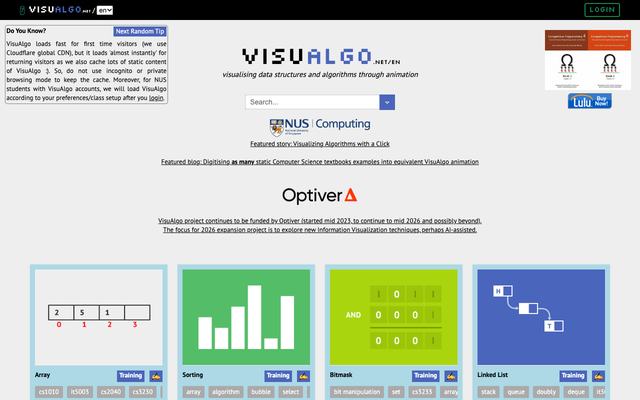 VISUALGO.NET / en
LOGIN
Do You Know?
Next Random Tip
VisuAlgo loads fast for first time visitors (we use
Cloudflare global CDN), but it loads 'almost instantly' for
returning visitors as we also cache lots of static content
of VisuAlgo :). So, do not use incognito or private
browsing mode to keep the cache. Moreover, for NUS
students with VisuAlgo accounts, we will load VisuAlgo
according to your preferences/class setup after you login.
VISUALGO.NET/EN
visualising data structures and algorithms through animation
Search...
NUS Computing
National University of Singapore
Lulu Buy Now!
Featured story: Visualizing Algorithms with a Click
Featured blog: Digitising as many static Computer Science textbooks examples into equivalent VisuAlgo animation
Optiver
VisuAlgo project continues to be funded by Optiver (started mid 2023, to continue to mid 2026 and possibly beyond).
The focus for 2026 expansion project is to explore new Information Visualization techniques, perhaps AI-assisted.
2 5 1
0 1 2 3
AND
0
0 0 0
0 0 0
H
T
Array
Training
Sorting
Training
Bitmask
Training
Linked List
Training
cs1010 it5003 cs2040 cs3230
array algorithm bubble select
bit manipulation set cs3233 array
stack queue doubly deque